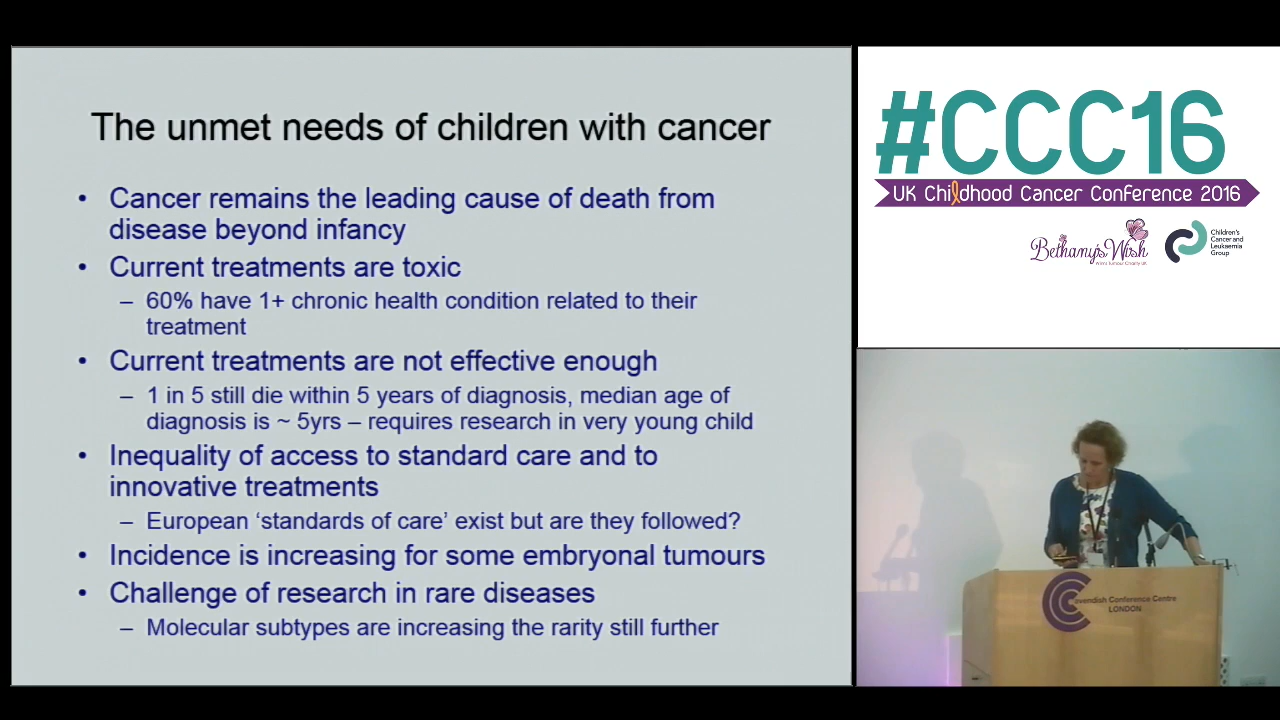 The unmet needs of children with cancer
• Cancer remains the leading cause of death from
disease beyond infancy
• Current treatments are toxic
– 60% have 1+ chronic health condition related to their
treatment
• Current treatments are not effective enough
– 1 in 5 still die within 5 years of diagnosis, median age of
diagnosis is ~ 5yrs – requires research in very young child
• Inequality of access to standard care and to
innovative treatments
– European ‘standards of care’ exist but are they followed?
• Incidence is increasing for some embryonal tumours
• Challenge of research in rare diseases
– Molecular subtypes are increasing the rarity still further
#CCC16
UK Childhood Cancer Conference 2016
Bethany's Wish
Children's
Cancer and
Leukaemia
Group
Cavendish Conference Centre
LONDON